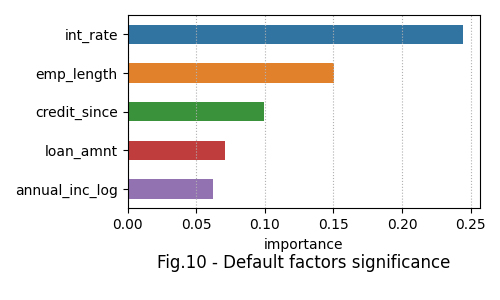 int_rate
emp_length
credit_since
loan_amnt
annual_inc_log
0.00 0.05 0.10 0.15 0.20 0.25
importance
Fig.10 - Default factors significance